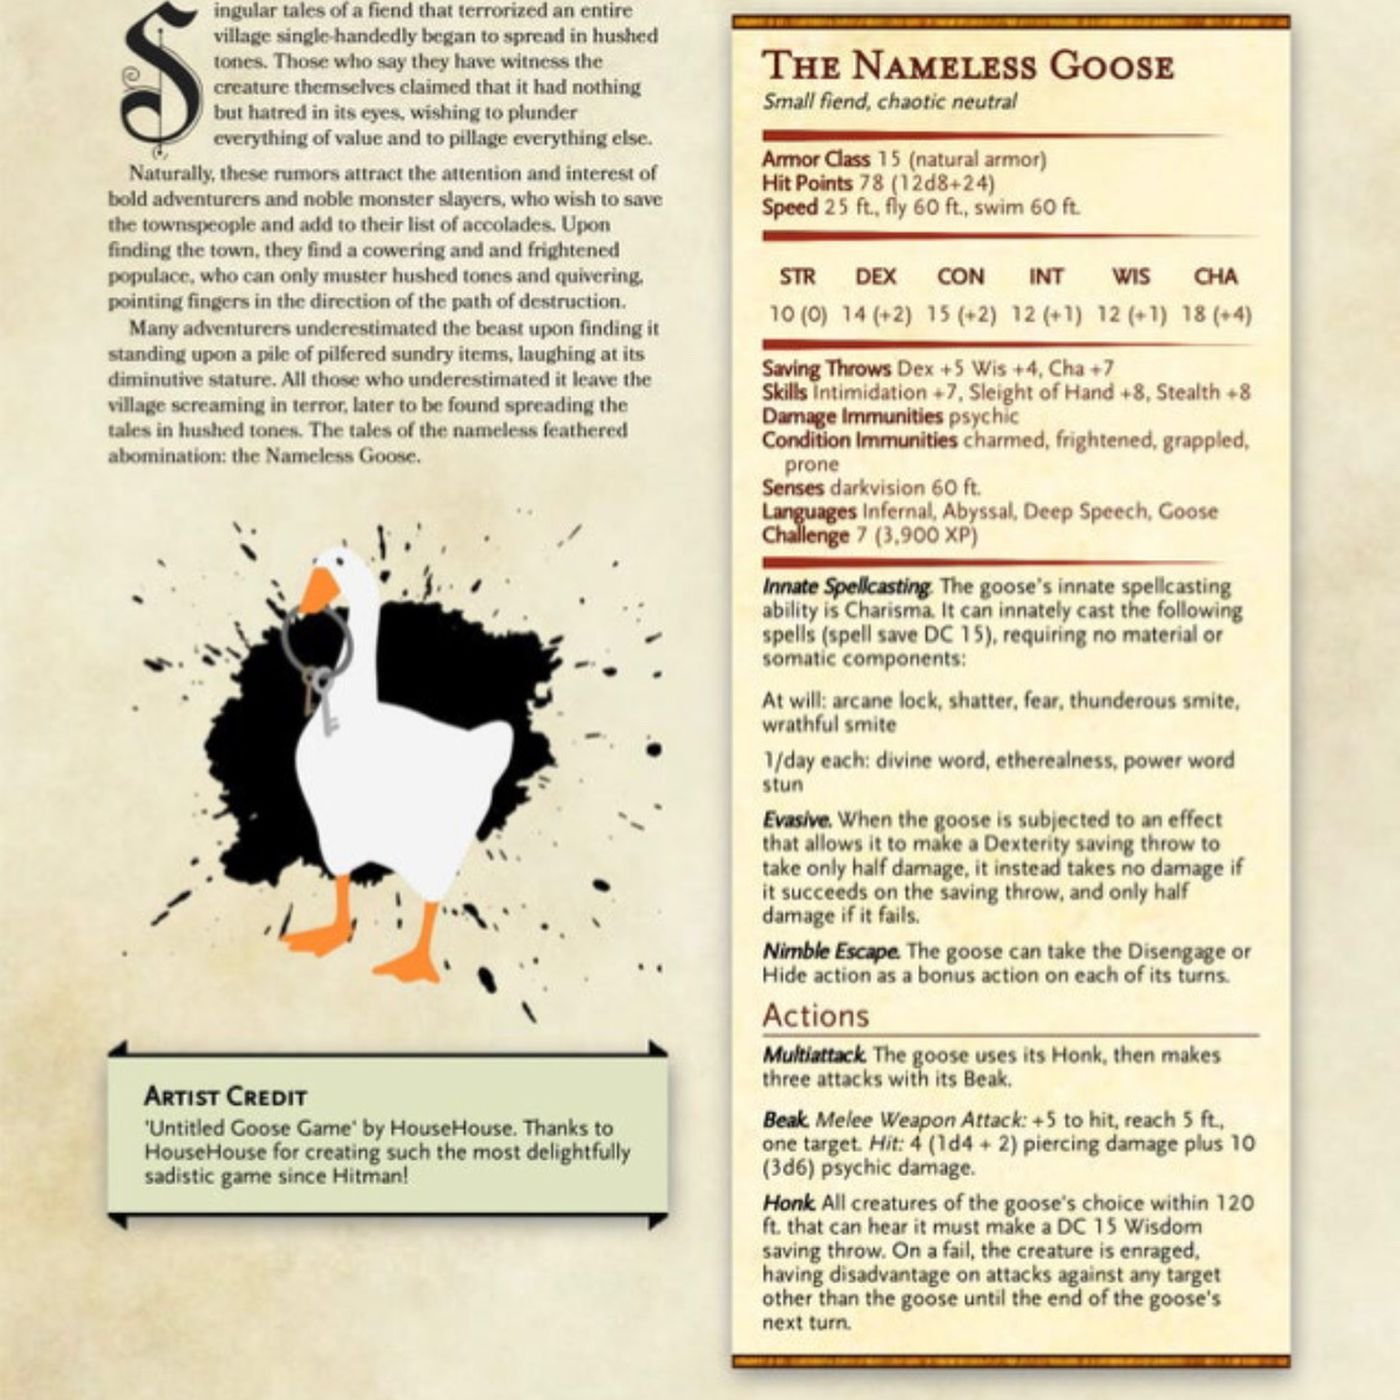 Singular tales of a fiend that terrorized an entire
village single-handedly began to spread in hushed
tones. Those who say they have witness the
creature themselves claimed that it had nothing
but hatred in its eyes, wishing to plunder
everything of value and to pillage everything else.
Naturally, these rumors attract the attention and interest of
bold adventurers and noble monster slayers, who wish to save
the townspeople and add to their list of accolades. Upon
finding the town, they find a cowering and and frightened
populace, who can only muster hushed tones and quivering,
pointing fingers in the direction of the path of destruction.
Many adventurers underestimated the beast upon finding it
standing upon a pile of pilfered sundry items, laughing at its
diminutive stature. All those who underestimated it leave the
village screaming in terror, later to be found spreading the
tales in hushed tones. The tales of the nameless feathered
abomination: the Nameless Goose.
ARTIST CREDIT
'Untitled Goose Game' by HouseHouse. Thanks to
HouseHouse for creating such the most delightfully
sadistic game since Hitman!
THE NAMELESS GOOSE
Small fiend, chaotic neutral
Armor Class 15 (natural armor)
Hit Points 78 (12d8+24)
Speed 25 ft., fly 60 ft., swim 60 ft.
STR DEX CON INT WIS CHA
10 (0) 14 (+2) 15 (+2) 12 (+1) 12 (+1) 18 (+4)
Saving Throws Dex +5 Wis +4, Cha +7
Skills Intimidation +7, Sleight of Hand +8, Stealth +8
Damage Immunities psychic
Condition Immunities charmed, frightened, grappled,
prone
Senses darkvision 60 ft.
Languages Infernal, Abyssal, Deep Speech, Goose
Challenge 7 (3,900 XP)
Innate Spellcasting. The goose's innate spellcasting
ability is Charisma. It can innately cast the following
spells (spell save DC 15), requiring no material or
somatic components:
At will: arcane lock, shatter, fear, thunderous smite,
wrathful smite
1/day each: divine word, etherealness, power word
stun
Evasive. When the goose is subjected to an effect
that allows it to make a Dexterity saving throw to
take only half damage, it instead takes no damage if
it succeeds on the saving throw, and only half
damage if it fails.
Nimble Escape. The goose can take the Disengage or
Hide action as a bonus action on each of its turns.
Actions
Multiattack. The goose uses its Honk, then makes
three attacks with its Beak.
Beak. Melee Weapon Attack: +5 to hit, reach 5 ft.,
one target. Hit: 4 (1d4 + 2) piercing damage plus 10
(3d6) psychic damage.
Honk. All creatures of the goose's choice within 120
ft. that can hear it must make a DC 15 Wisdom
saving throw. On a fail, the creature is enraged,
having disadvantage on attacks against any target
other than the goose until the end of the goose's
next turn.